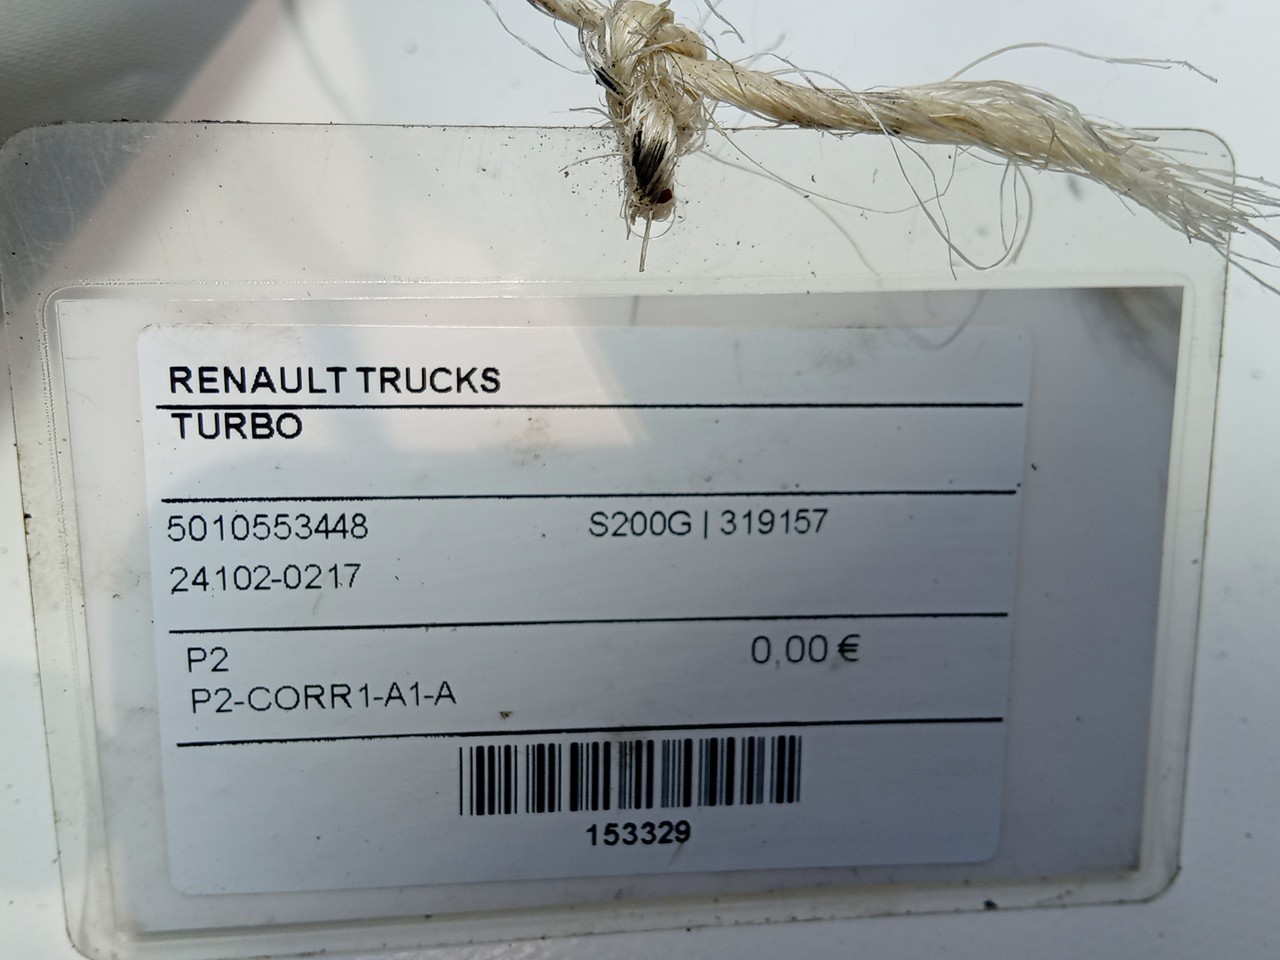 RENAULT TRUCKS
TURBO
5010553448 S200G | 319157
24102-0217
P2 0,00 €
P2-CORR1-A1-A
153329